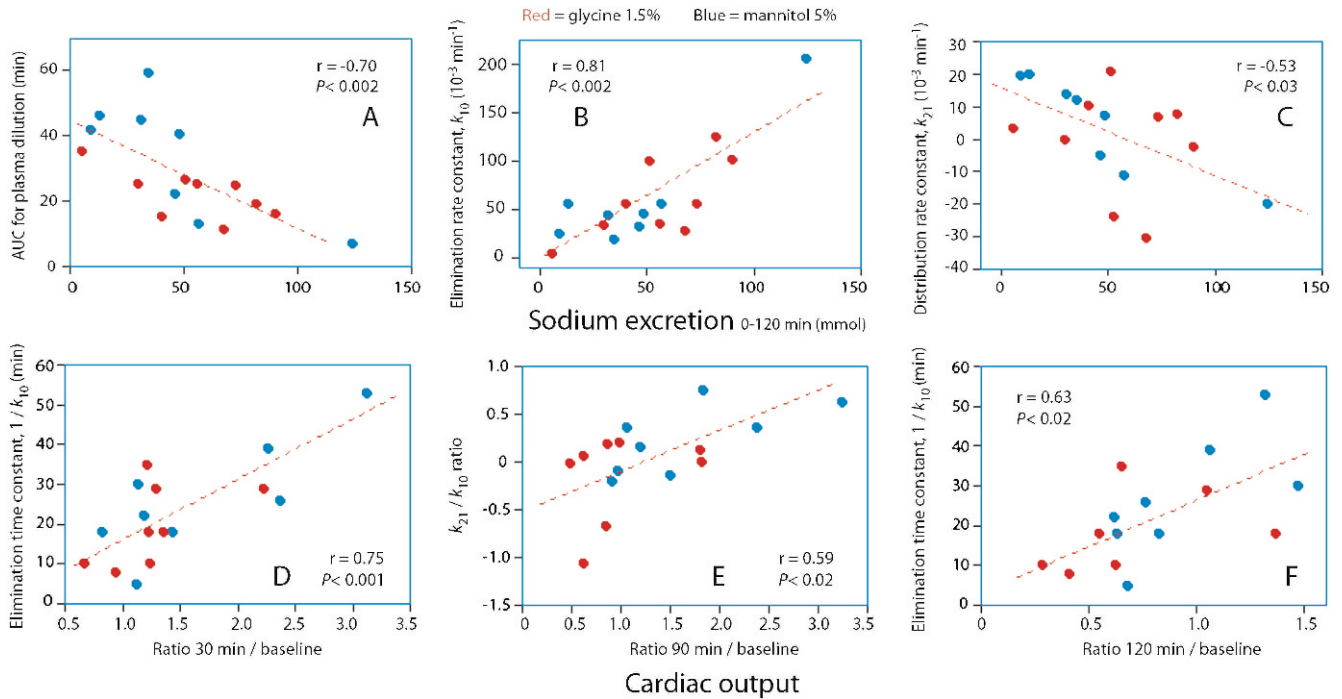 Red = glycine 1.5% Blue = mannitol 5%
AUC for plasma dilution (min)
60
40
20
0
0 50 100 150
r = -0.70
P< 0.002
A
Elimination rate constant, k10 (10-3 min-1)
200
150
100
50
0
0 50 100 150
r = 0.81
P< 0.002
B
Distribution rate constant, k21 (10-3 min-1)
30
20
10
0
-10
-20
-30
-40
0 50 100 150
r = -0.53
P< 0.03
C
Sodium excretion 0-120 min (mmol)
Elimination time constant, 1 / k10 (min)
60
50
40
30
20
10
0
0.5 1.0 1.5 2.0 2.5 3.0 3.5
r = 0.75
P< 0.001
D
Ratio 30 min / baseline
k21 / k10 ratio
1.0
0.5
0
-0.5
-1.0
-1.5
0 0.5 1.0 1.5 2.0 2.5 3.0 3.5
r = 0.59
P< 0.02
E
Ratio 90 min / baseline
Elimination time constant, 1 / k10 (min)
60
50
40
30
20
10
0
0 0.5 1.0 1.5
r = 0.63
P< 0.02
F
Ratio 120 min / baseline
Cardiac output